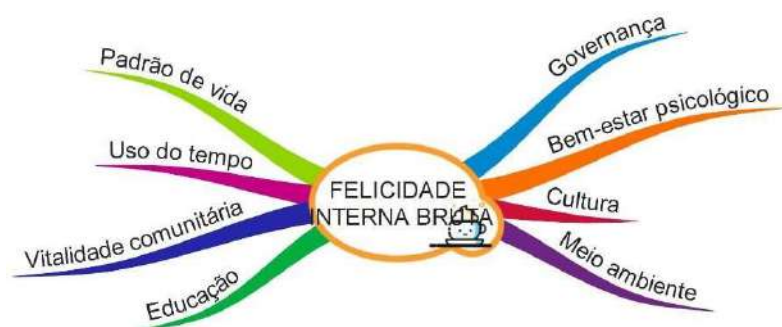 Padrão de vida
Uso do tempo
Vitalidade comunitária
Educação
FELICIDADE
INTERNA BRUTA
Governança
Bem-estar psicológico
Cultura
Meio ambiente